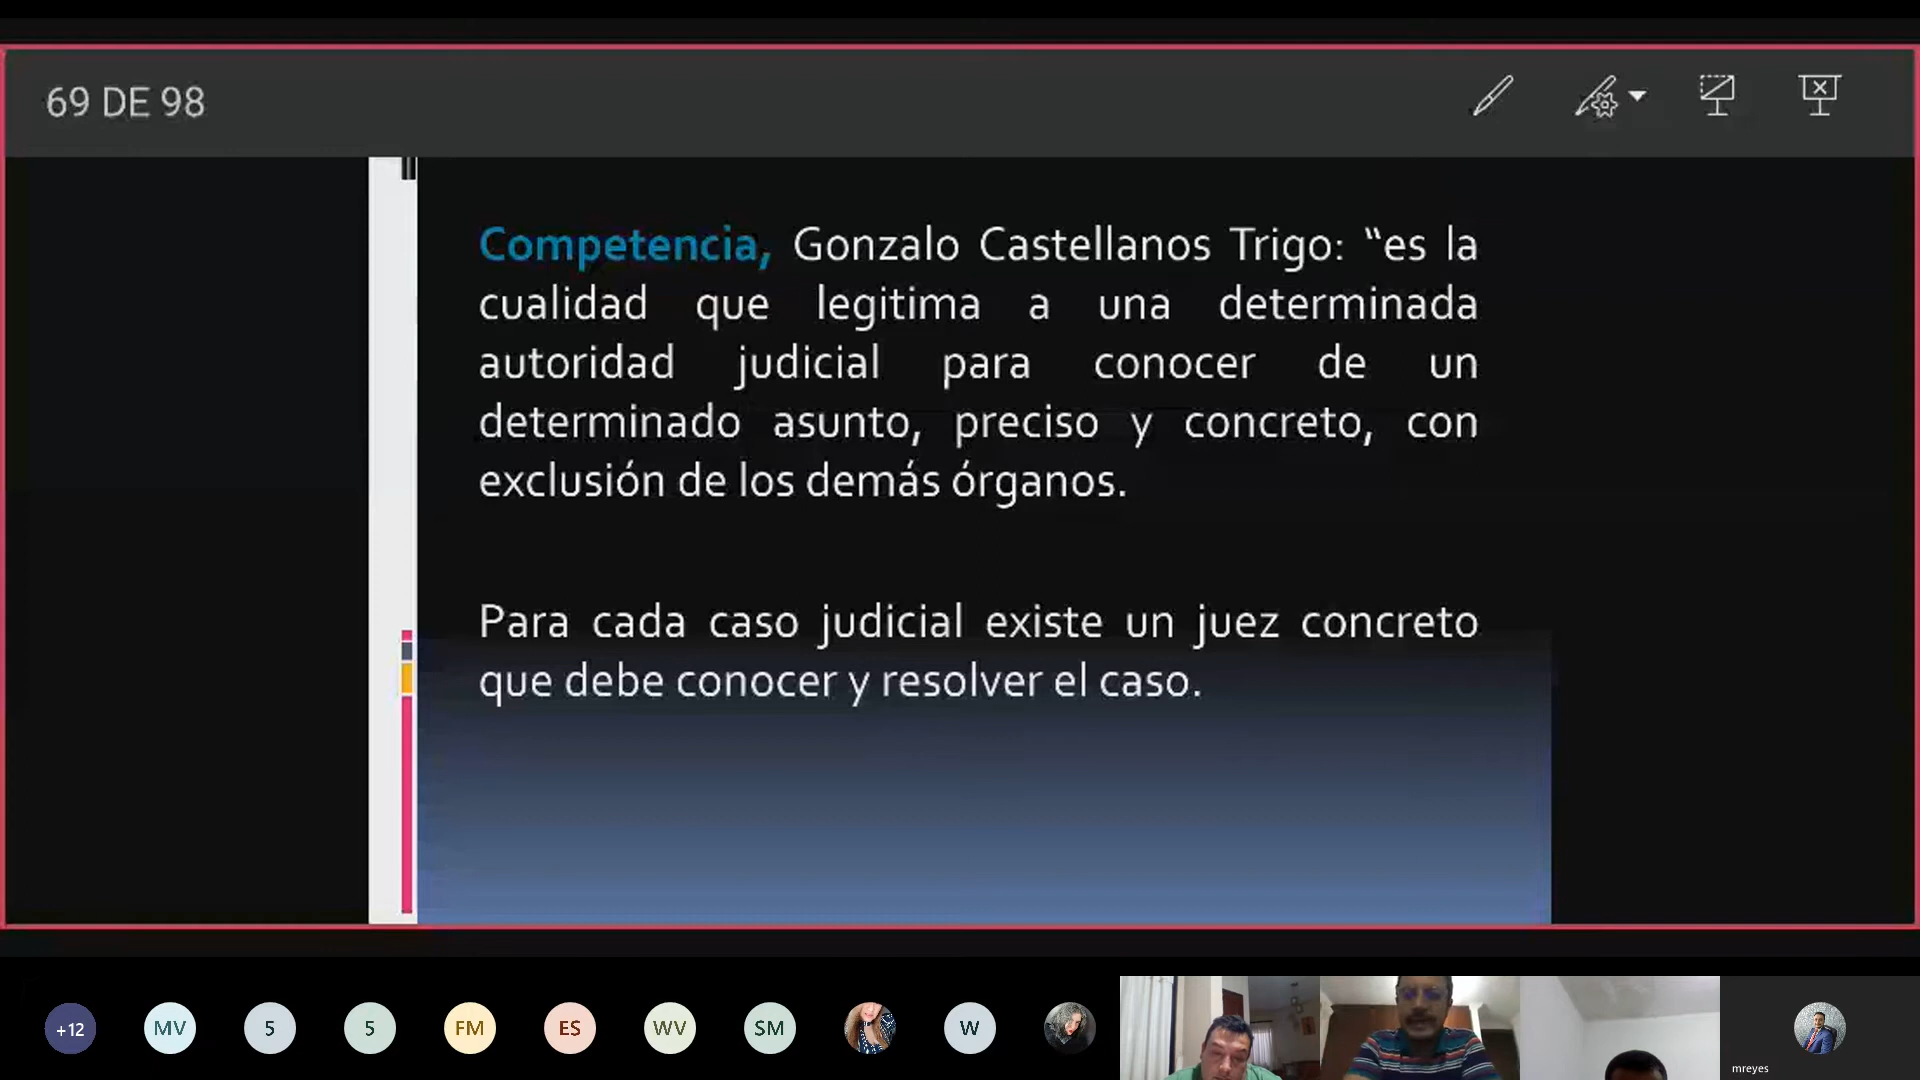 69 DE 98
Competencia, Gonzalo Castellanos Trigo: “es la
cualidad que legitima a una determinada
autoridad judicial para conocer de un
determinado asunto, preciso y concreto, con
exclusión de los demás órganos.
Para cada caso judicial existe un juez concreto
que debe conocer y resolver el caso.
+12 MV 5 5 FM ES WV SM W
mreyes